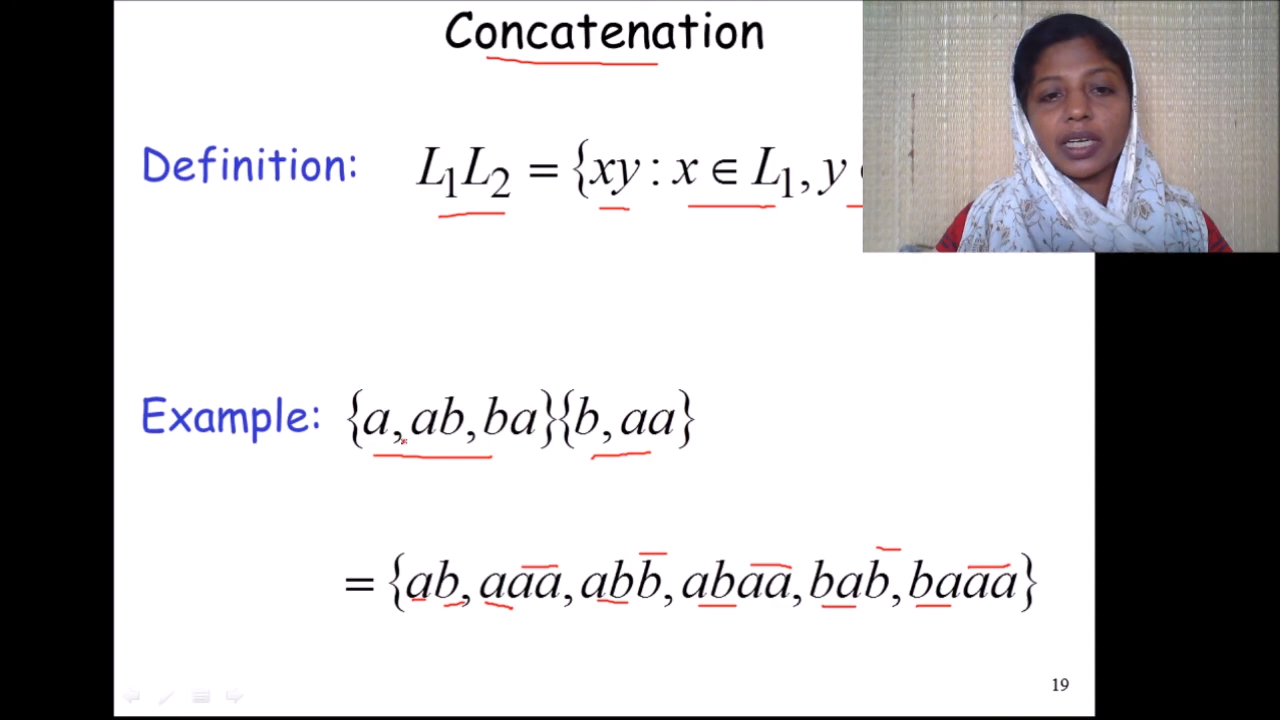 Concatenation
Definition: L₁L₂ = {xy : x ∈ L₁, y
Example: {a, ab, ba}{b, aa}
= {ab, aaa, abb, abaa, bab, baaa}
19